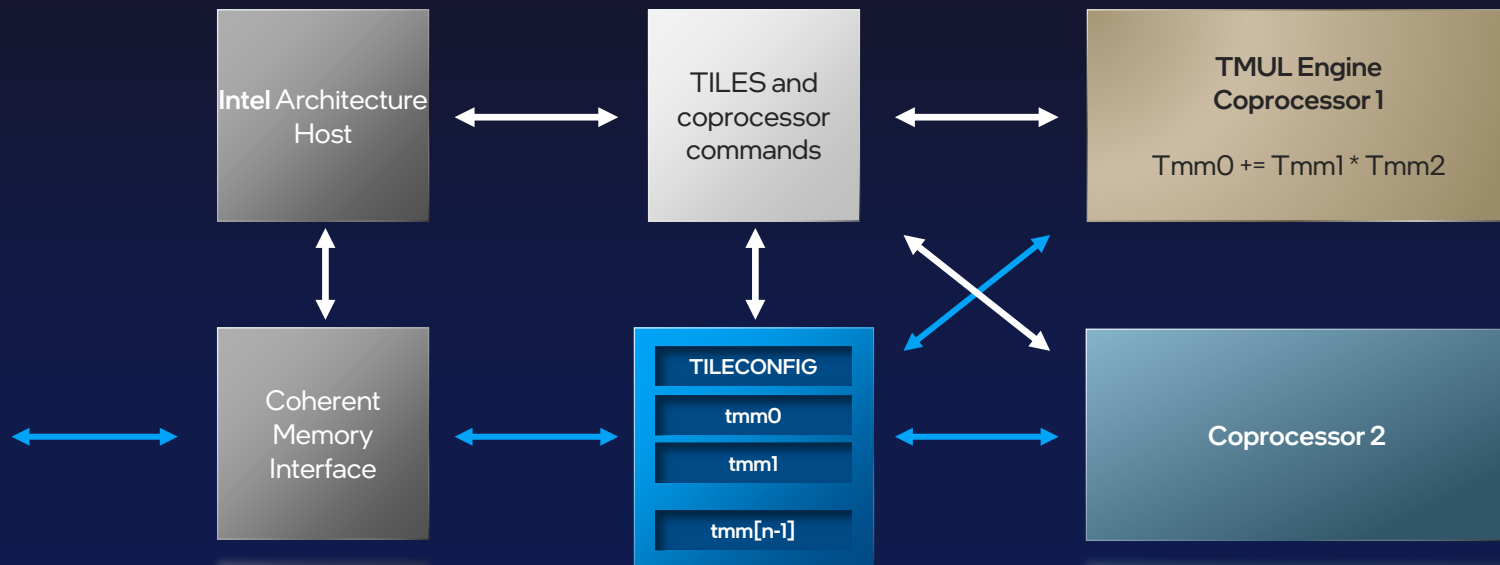 Intel Architecture
Host
TILES and
coprocessor
commands
TMUL Engine
Coprocessor 1
Tmm0 += Tmm1 * Tmm2
Coherent
Memory
Interface
TILECONFIG
tmm0
tmm1
tmm[n-1]
Coprocessor 2